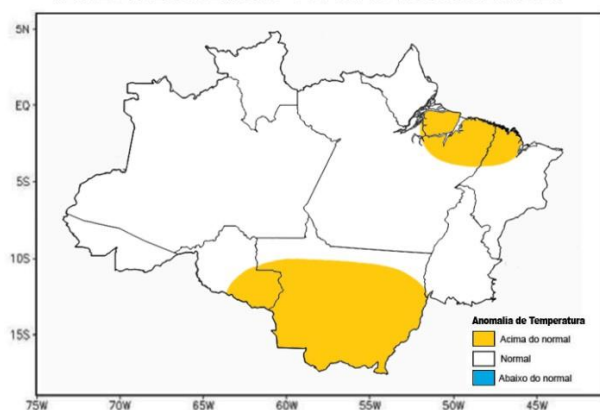 5N
EQ
5S
10S
15S
75W 70W 65W 60W 55W 50W 45W
Anomalia de Temperatura
Acima do normal
Normal
Abaixo do normal